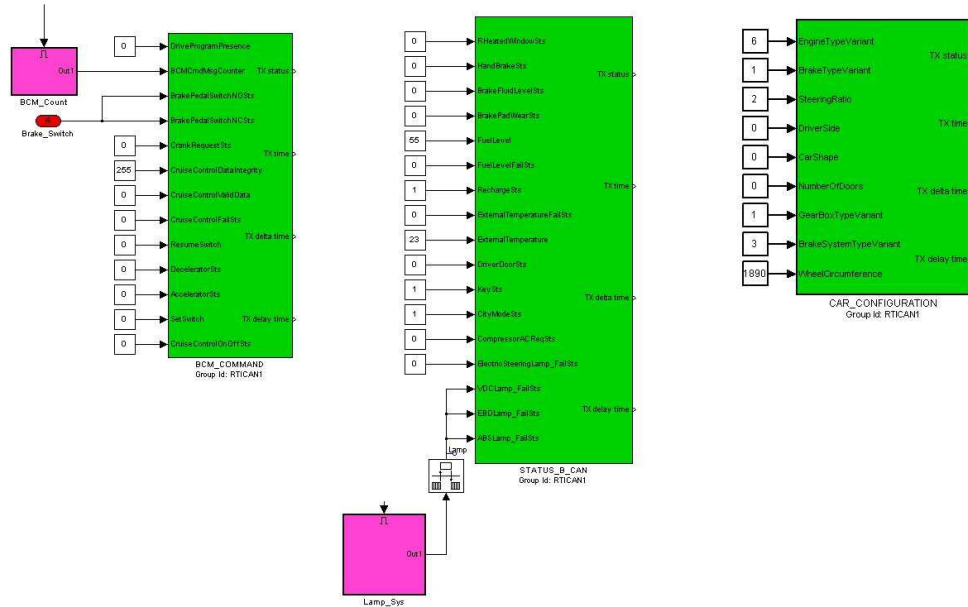 Out1
BCM_Count
Brake_Switch
0
DriveProgramPresence
BCMCmdMsgCounter
TX status
BrakePedalSwitchNOSts
BrakePedalSwitchNCSts
0
CrankRequestSts
TX time
255
CruiseControlDataIntegrity
0
CruiseControlValidData
0
CruiseControlFailSts
TX delta time
0
ResumeSwitch
0
DeceleratorSts
0
AcceleratorSts
0
SetSwitch
TX delay time
0
CruiseControlOnOffSts
BCM_COMMAND
Group Id: RTICAN1
0
RHeatedWindowSts
0
HandBrakeSts
TX status
0
BrakeFluidLevelSts
0
BrakePadWearSts
55
FuelLevel
0
FuelLevelFailSts
1
RechargeSts
TX time
0
ExternalTemperatureFailSts
23
ExternalTemperature
0
DriverDoorSts
1
KeySts
TX delta time
1
CityModeSts
0
CompressorACReqSts
0
ElectricSteeringLamp_FailSts
VDCLamp_FailSts
EBDLamp_FailSts
TX delay time
ABSLamp_FailSts
Lamp
STATUS_B_CAN
Group Id: RTICAN1
Out1
Lamp_Sys
6
EngineTypeVariant
TX status
1
BrakeTypeVariant
2
SteeringRatio
0
DriverSide
TX time
0
CarShape
0
NumberOfDoors
TX delta time
1
GearBoxTypeVariant
3
BrakeSystemTypeVariant
TX delay time
1890
WheelCircumference
CAR_CONFIGURATION
Group Id: RTICAN1